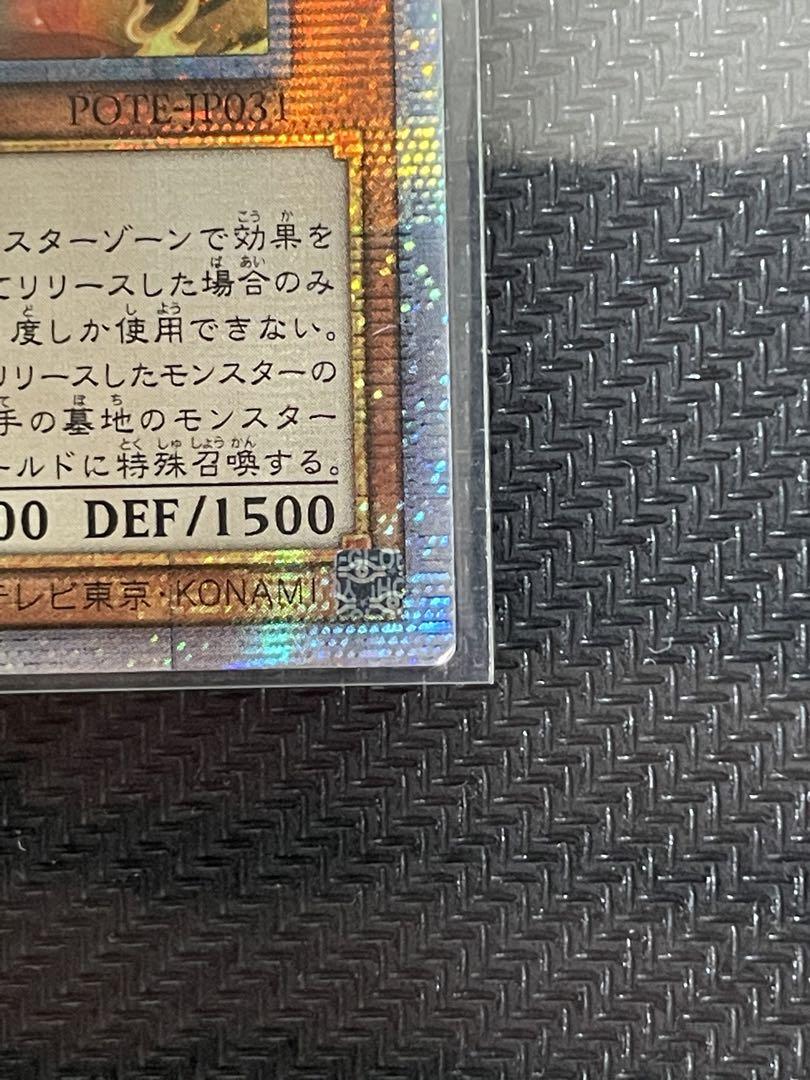 POTE-JP031
スターゾーンで効果を
てリリースした場合のみ
度しか使用できない。
リリースしたモンスターの
手の墓地のモンスター
ールドに特殊召喚する。
00 DEF/1500
テレビ東京・KONAMI